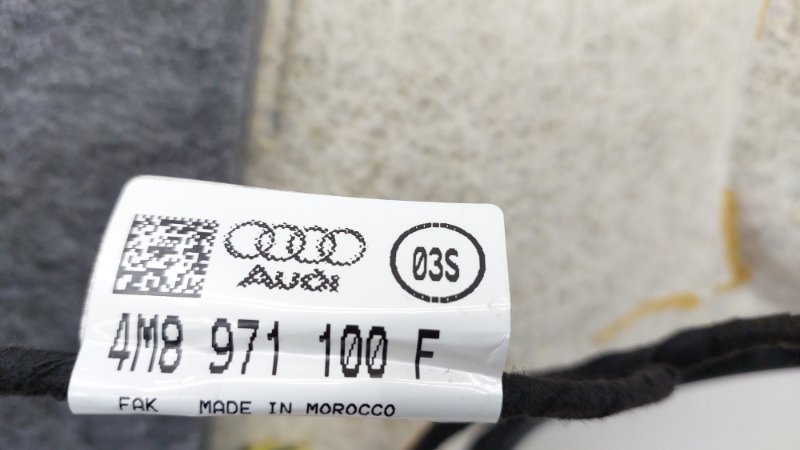 AUDI
03S
4M8 971 100 F
FAK MADE IN MOROCCO